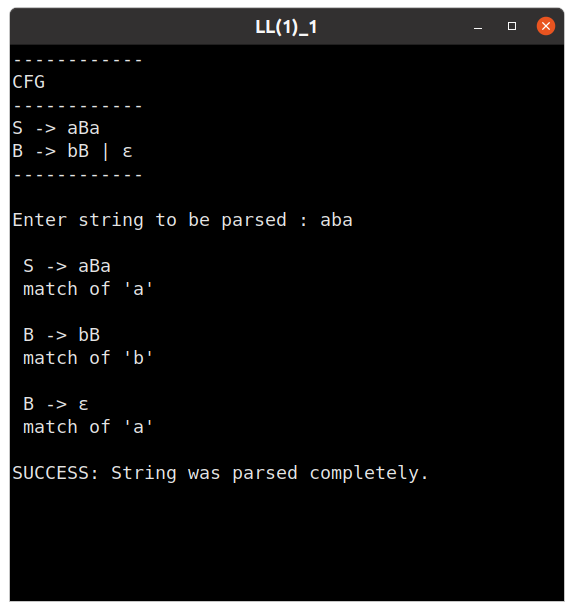 LL(1)_1
------------
CFG
------------
S -> aBa
B -> bB | ε
------------
Enter string to be parsed : aba
S -> aBa
match of 'a'
B -> bB
match of 'b'
B -> ε
match of 'a'
SUCCESS: String was parsed completely.